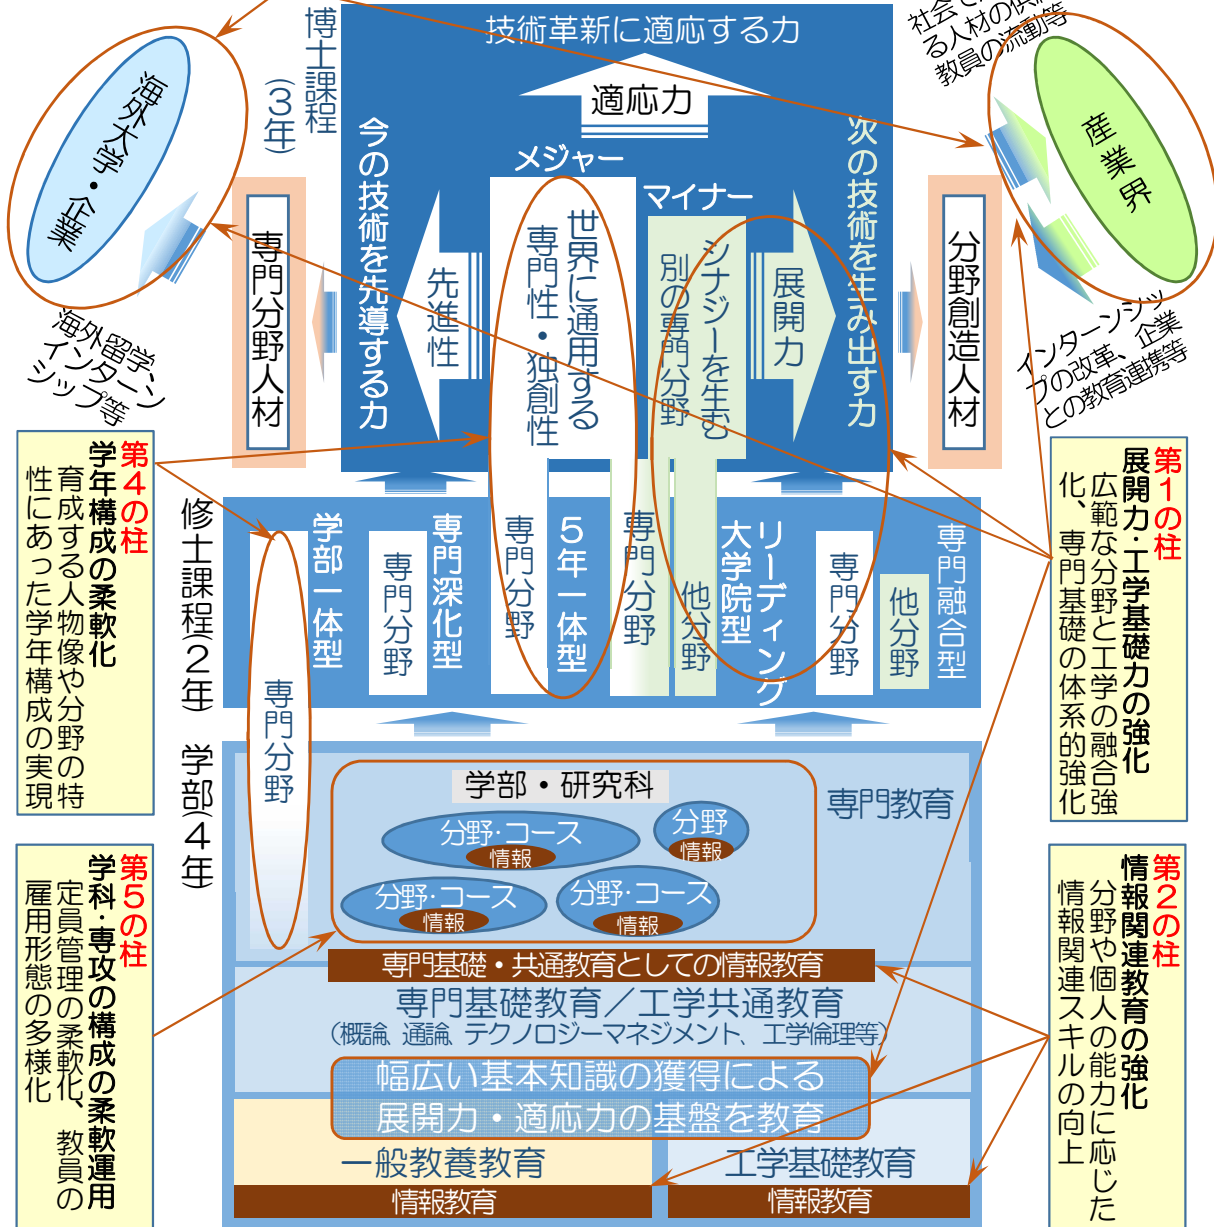 技術革新に適応する力
適応力
博士課程
(3年)
海外大学・企業
海外留学、
インターン
シップ等
専門分野人材
今の技術を先導する力
先進性
メジャー
世界に通用する
専門性・独創性
マイナー
シナジーを生む
別の専門分野
展開力
次の技術を生み出す力
分野創造人材
る人材の供
教員の流動等
産業界
インターンシッ
プの改革、企業
との教育連携等
第4の柱
学年構成の柔軟化
育成する人物像や分野の特
性にあった学年構成の実現
修士課程(2年)
学部一体型
専門分野
専門深化型
専門分野
5年一体型
専門分野
リーディング
大学院型
専門分野
他分野
専門融合型
専門分野
他分野
第1の柱
展開力・工学基礎力の強化
広範な分野と工学の融合強
化、専門基礎の体系的強化
学部(4年)
学部・研究科
専門教育
分野・コース
情報
分野
情報
分野・コース
情報
分野・コース
情報
専門基礎・共通教育としての情報教育
専門基礎教育/工学共通教育
(概論、通論、テクノロジーマネジメント、工学倫理等)
幅広い基本知識の獲得による
展開力・適応力の基盤を教育
一般教養教育
工学基礎教育
情報教育
情報教育
第5の柱
学科・専攻の構成の柔軟運用
定員管理の柔軟化、教員の
雇用形態の多様化
第2の柱
情報関連教育の強化
分野や個人の能力に応じた
情報関連スキルの向上